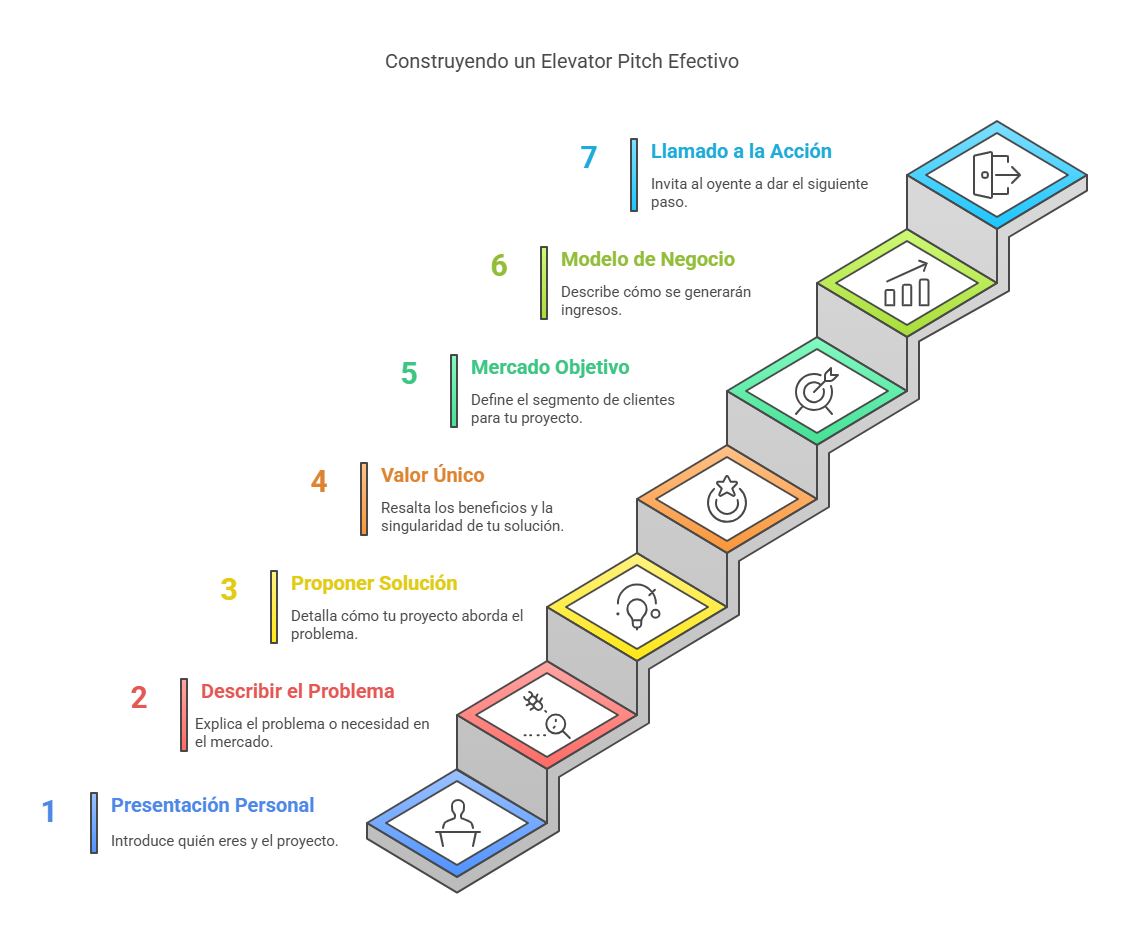 Construyendo un Elevator Pitch Efectivo
7
Llamado a la Acción
Invita al oyente a dar el siguiente
paso.
6
Modelo de Negocio
Describe cómo se generarán
ingresos.
5
Mercado Objetivo
Define el segmento de clientes
para tu proyecto.
4
Valor Único
Resalta los beneficios y la
singularidad de tu solución.
3
Proponer Solución
Detalla cómo tu proyecto aborda el
problema.
2
Describir el Problema
Explica el problema o necesidad en
el mercado.
1
Presentación Personal
Introduce quién eres y el proyecto.